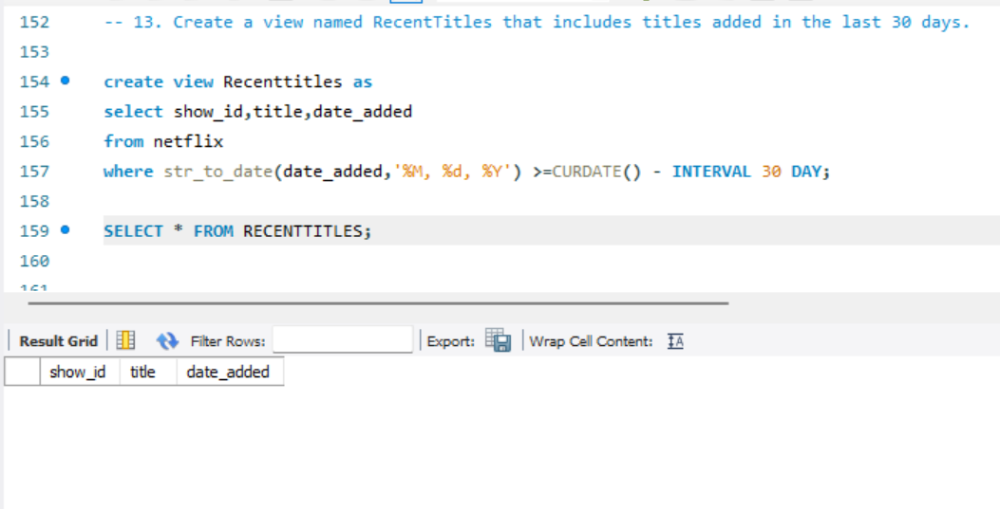 152 -- 13. Create a view named RecentTitles that includes titles added in the last 30 days.
153
154 create view Recenttitles as
155 select show_id,title,date_added
156 from netflix
157 where str_to_date(date_added,'%M, %d, %Y') >=CURDATE() - INTERVAL 30 DAY;
158
159 SELECT * FROM RECENTTITLES;
160
161
Result Grid Filter Rows: Export: Wrap Cell Content: IA
show_id title date_added